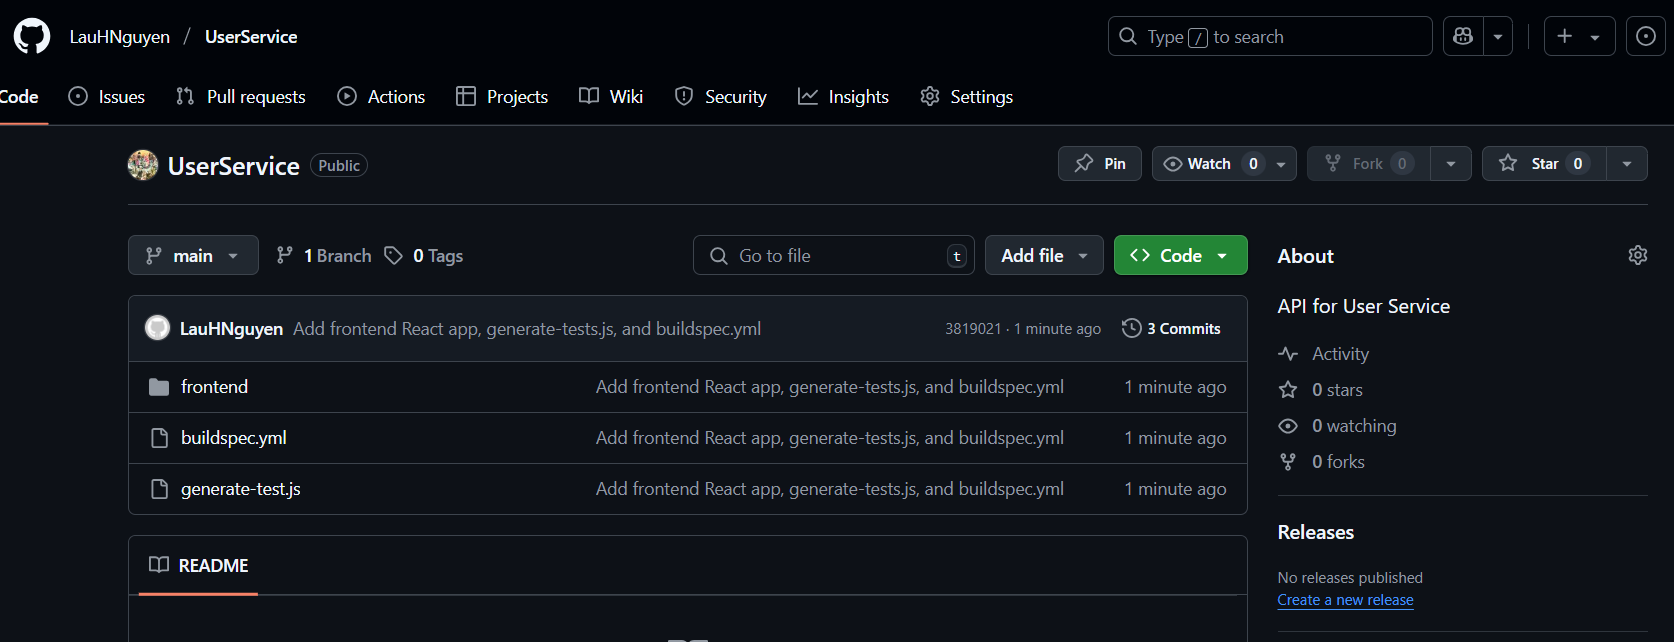 LauHNguyen / UserService
Type / to search
Code Issues Pull requests Actions Projects Wiki Security Insights Settings
UserService Public
Pin Watch 0 Fork 0 Star 0
main 1 Branch 0 Tags
Go to file t Add file Code
LauHNguyen Add frontend React app, generate-tests.js, and buildspec.yml 3819021 · 1 minute ago 3 Commits
frontend Add frontend React app, generate-tests.js, and buildspec.yml 1 minute ago
buildspec.yml Add frontend React app, generate-tests.js, and buildspec.yml 1 minute ago
generate-test.js Add frontend React app, generate-tests.js, and buildspec.yml 1 minute ago
README
About
API for User Service
Activity
0 stars
0 watching
0 forks
Releases
No releases published
Create a new release